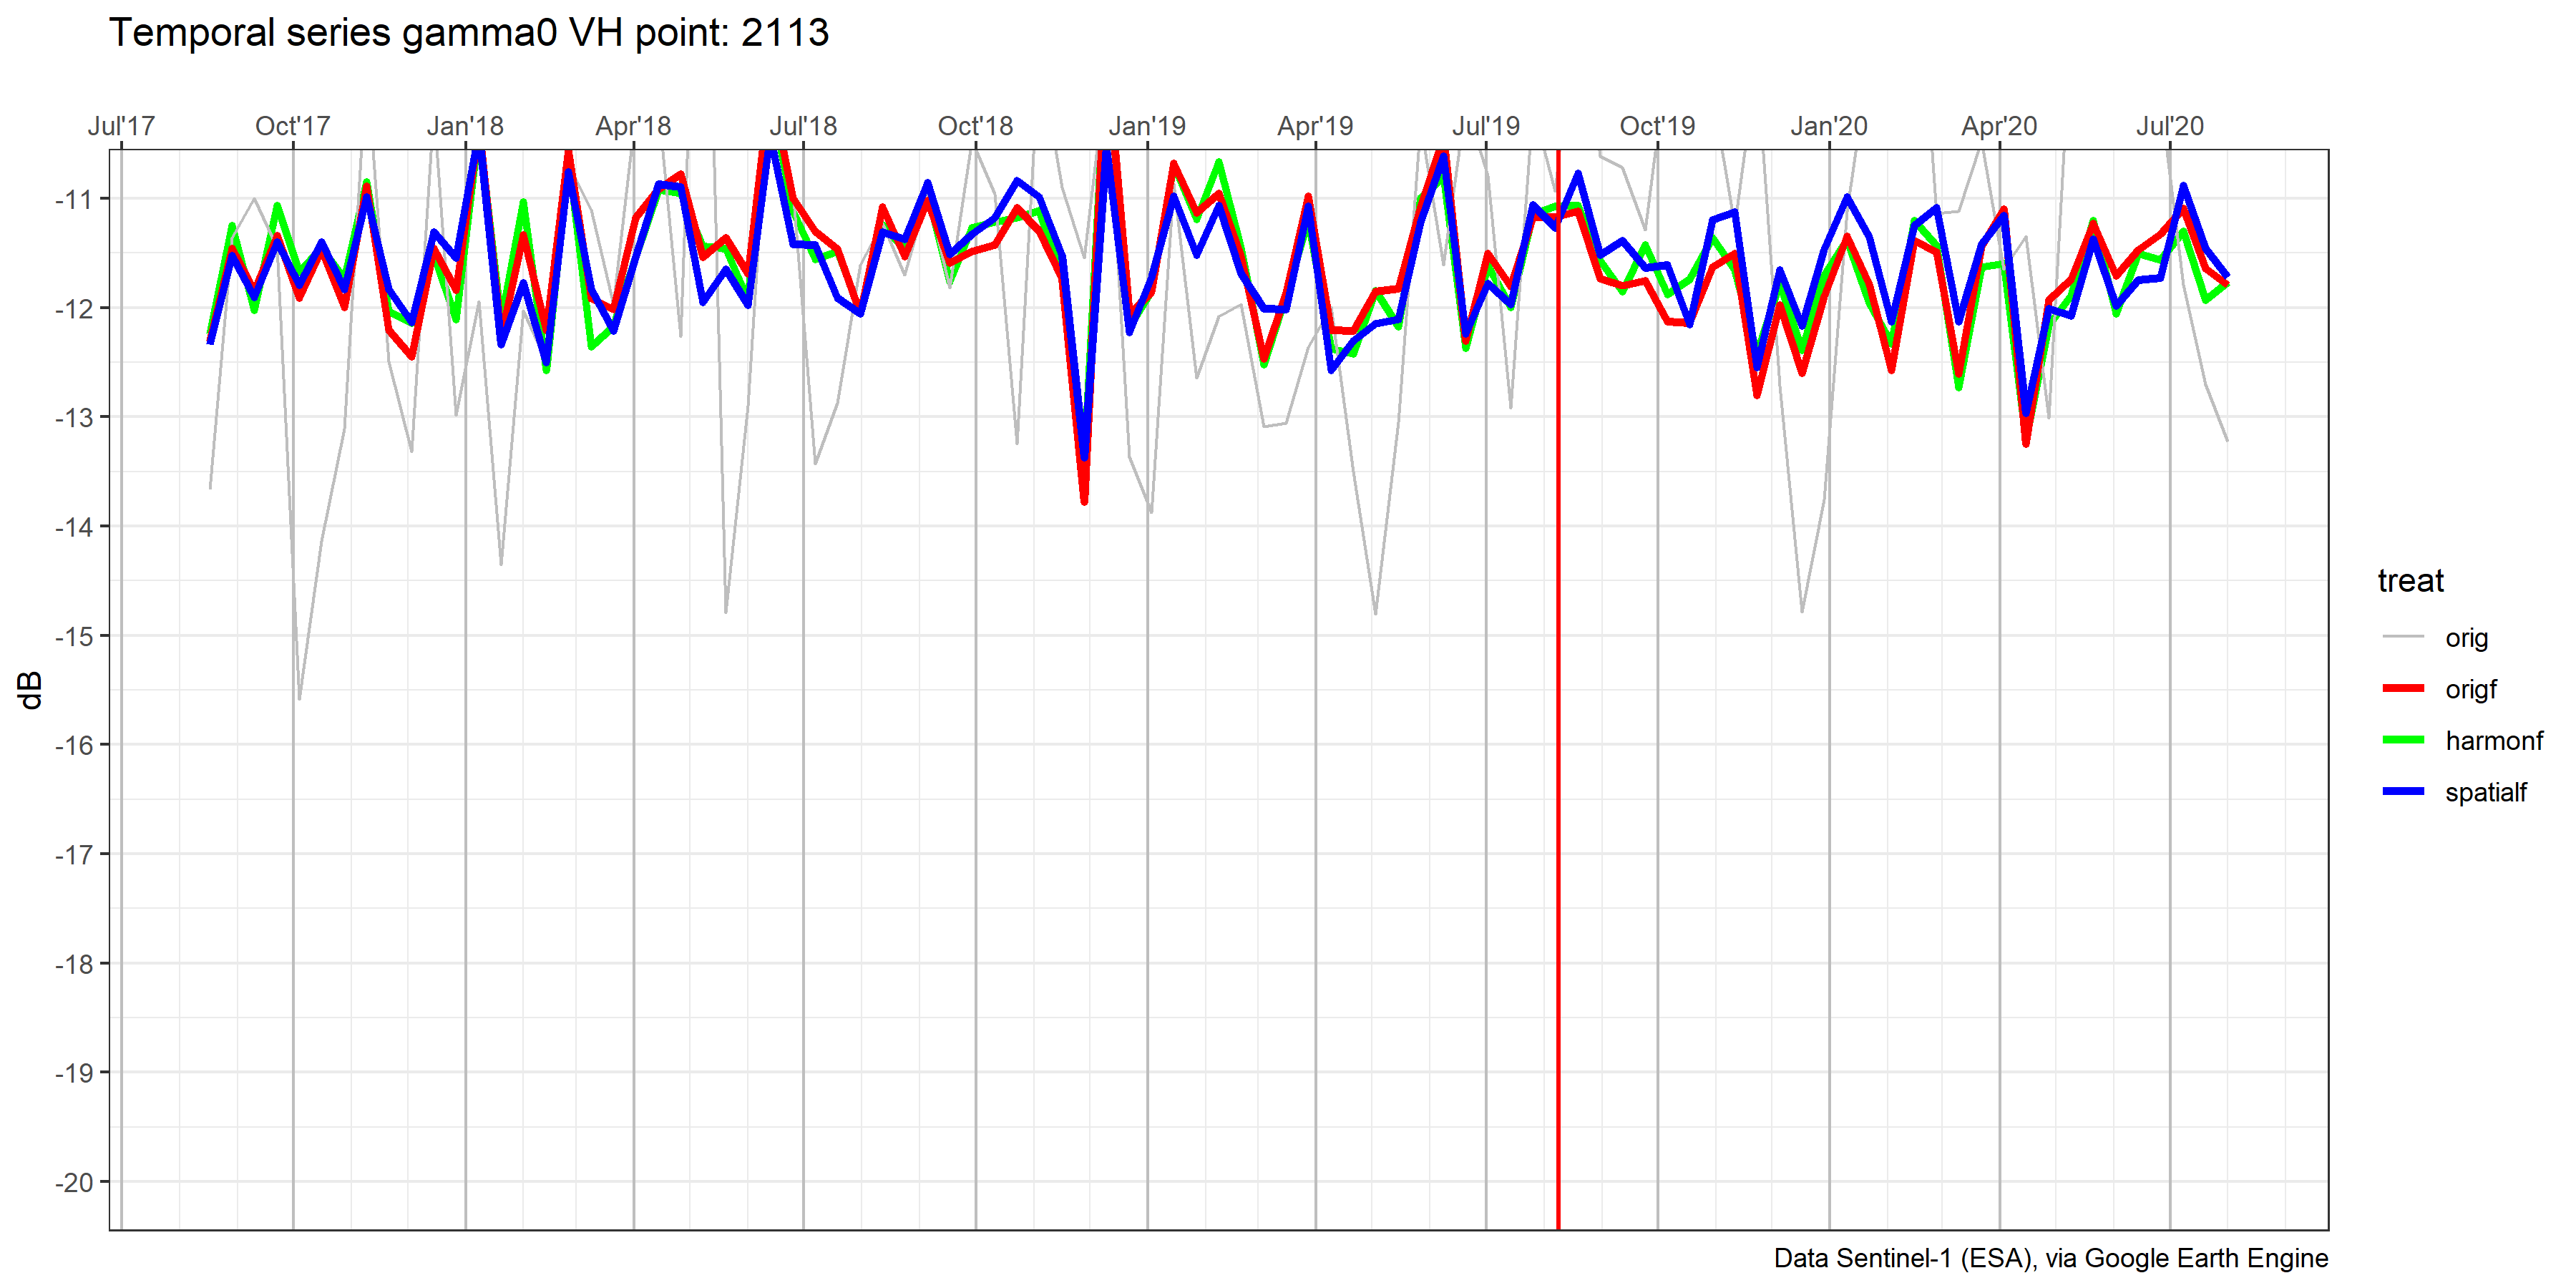 Temporal series gamma0 VH point: 2113
Jul'17 Oct'17 Jan'18 Apr'18 Jul'18 Oct'18 Jan'19 Apr'19 Jul'19 Oct'19 Jan'20 Apr'20 Jul'20
-11
-12
-13
-14
-15
-16
-17
-18
-19
-20
dB
treat
orig
origf
harmonf
spatialf
Data Sentinel-1 (ESA), via Google Earth Engine